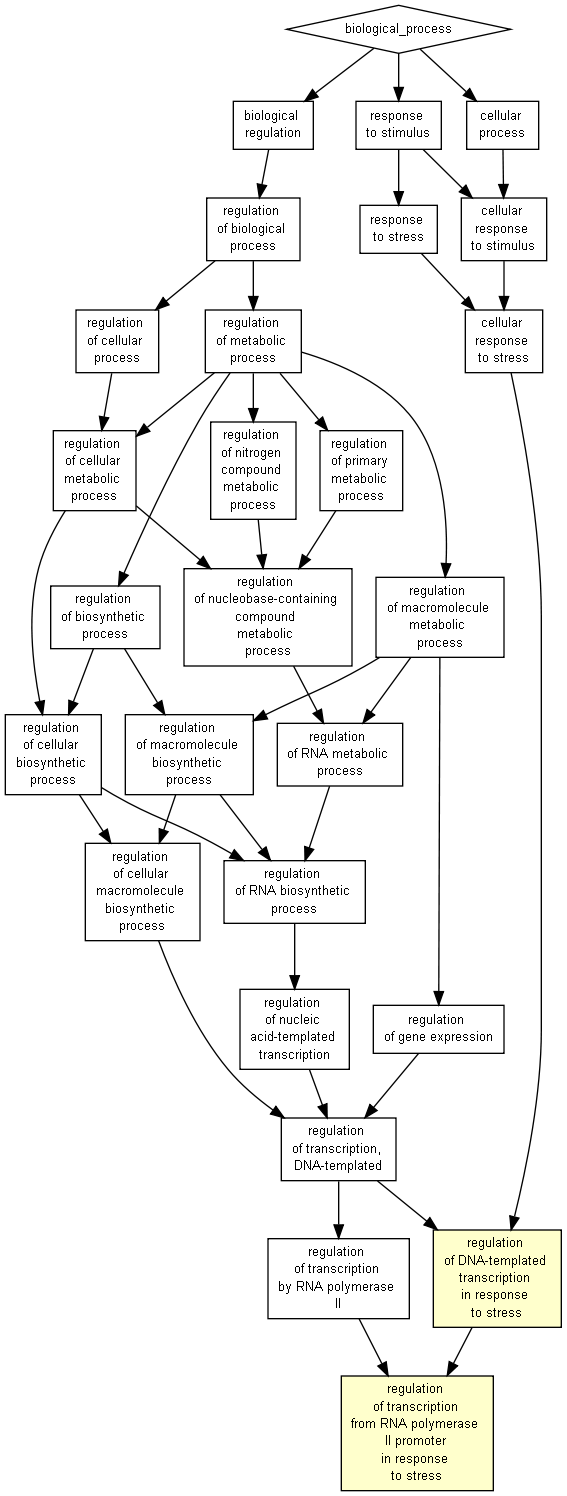 biological_process
biological
regulation
response
to stimulus
cellular
process
regulation
of biological
process
response
to stress
cellular
response
to stimulus
regulation
of cellular
process
regulation
of metabolic
process
cellular
response
to stress
regulation
of cellular
metabolic
process
regulation
of nitrogen
compound
metabolic
process
regulation
of primary
metabolic
process
regulation
of biosynthetic
process
regulation
of nucleobase-containing
compound
metabolic
process
regulation
of macromolecule
metabolic
process
regulation
of cellular
biosynthetic
process
regulation
of macromolecule
biosynthetic
process
regulation
of RNA metabolic
process
regulation
of cellular
macromolecule
biosynthetic
process
regulation
of RNA biosynthetic
process
regulation
of nucleic
acid-templated
transcription
regulation
of gene expression
regulation
of transcription,
DNA-templated
regulation
of transcription
by RNA polymerase
II
regulation
of DNA-templated
transcription
in response
to stress
regulation
of transcription
from RNA polymerase
II promoter
in response
to stress